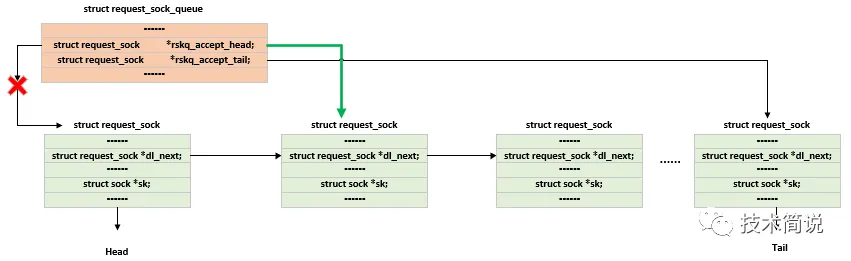 struct request_sock_queue
------
struct request_sock *rskq_accept_head;
struct request_sock *rskq_accept_tail;
------
struct request_sock struct request_sock struct request_sock struct request_sock
------ ------ ------ ------
struct request_sock *dl_next; struct request_sock *dl_next; struct request_sock *dl_next; ...... struct request_sock *dl_next;
------ ------ ------ ------
struct sock *sk; struct sock *sk; struct sock *sk; struct sock *sk;
------ ------ ------ ------
技术简说
Head Tail